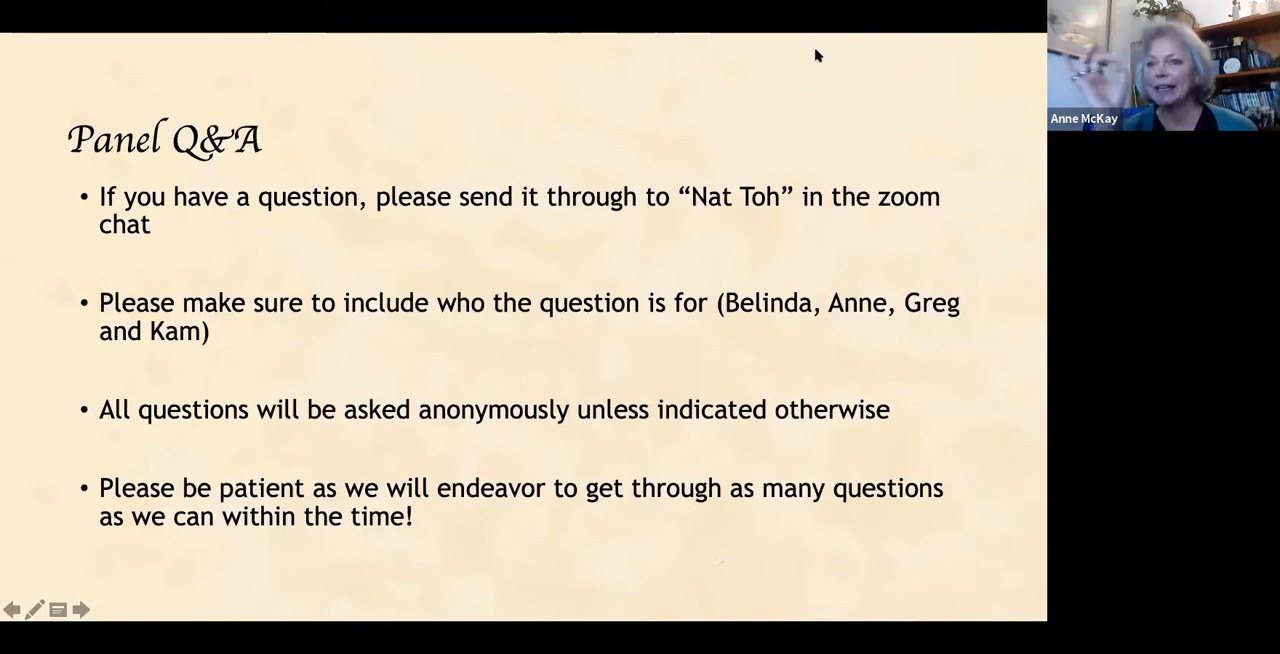 Panel Q&A
• If you have a question, please send it through to “Nat Toh” in the zoom
chat
• Please make sure to include who the question is for (Belinda, Anne, Greg
and Kam)
• All questions will be asked anonymously unless indicated otherwise
• Please be patient as we will endeavor to get through as many questions
as we can within the time!
Anne McKay